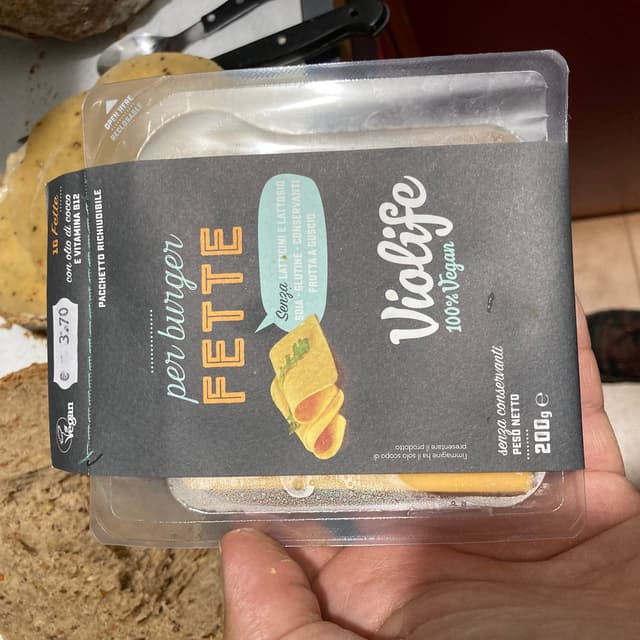 Violife
100% Vegan
Senza LATTICINI E LATTOSIO
SOIA - GLUTINE - CONSERVANTI
FRUTTA A GUSCIO
per burger
FETTE
10 Fette
con olio di cocco
E VITAMINA B12
PACCHETTO RICHIUDIBILE
€ 3.70
Vegan
OPEN HERE
RECLOSABLE
senza conservanti
PESO NETTO
200g e
l'immagine ha il solo scopo di
presentare il prodotto